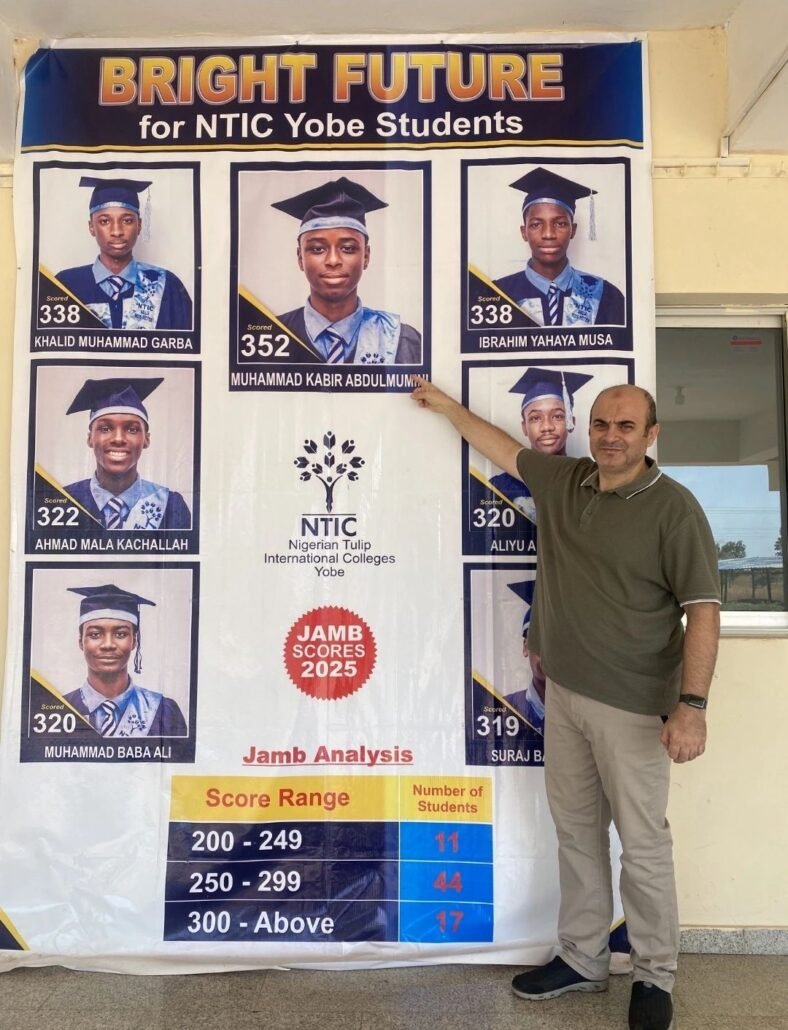 BRIGHT FUTURE
for NTIC Yobe Students
Scored
338
KHALID MUHAMMAD GARBA
Scored
352
MUHAMMAD KABIR ABDULMUMINI
Scored
338
IBRAHIM YAHAYA MUSA
Scored
322
AHMAD MALA KACHALLAH
Scored
320
ALIYU A
Scored
320
MUHAMMAD BABA ALI
Scored
319
SURAJ BA
NTIC
Nigerian Tulip
International Colleges
Yobe
JAMB
SCORES
2025
Jamb Analysis
Score Range
Number of
Students
200 - 249
11
250 - 299
44
300 - Above
17